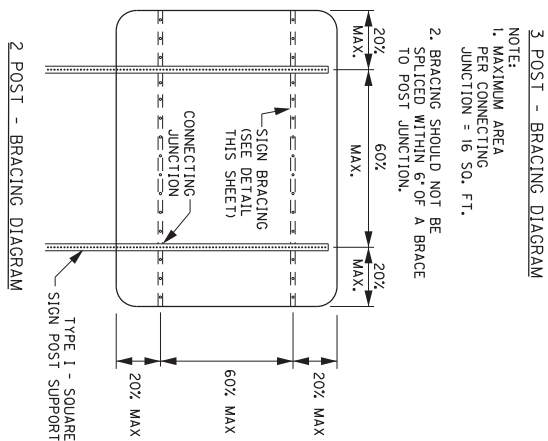 3 POST - BRACING DIAGRAM
NOTE:
1. MAXIMUM AREA
PER CONNECTING
JUNCTION = 16 SQ. FT.
2. BRACING SHOULD NOT BE
SPLICED WITHIN 6" OF A BRACE
TO POST JUNCTION.
20%
MAX.
60%
MAX.
20%
MAX.
SIGN BRACING
(SEE DETAIL
THIS SHEET)
CONNECTING
JUNCTION
20% MAX
60% MAX
20% MAX
TYPE I - SQUARE
SIGN POST SUPPORT
2 POST - BRACING DIAGRAM